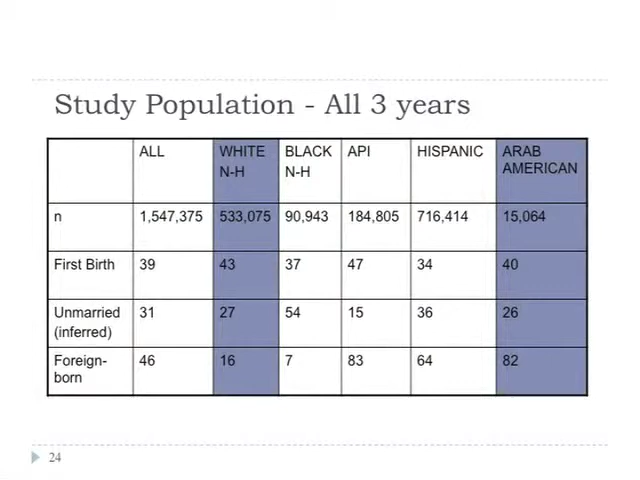 Study Population - All 3 years
ALL WHITE BLACK API HISPANIC ARAB
N-H N-H AMERICAN
n 1,547,375 533,075 90,943 184,805 716,414 15,064
First Birth 39 43 37 47 34 40
Unmarried 31 27 54 15 36 26
(inferred)
Foreign- 46 16 7 83 64 82
born
24